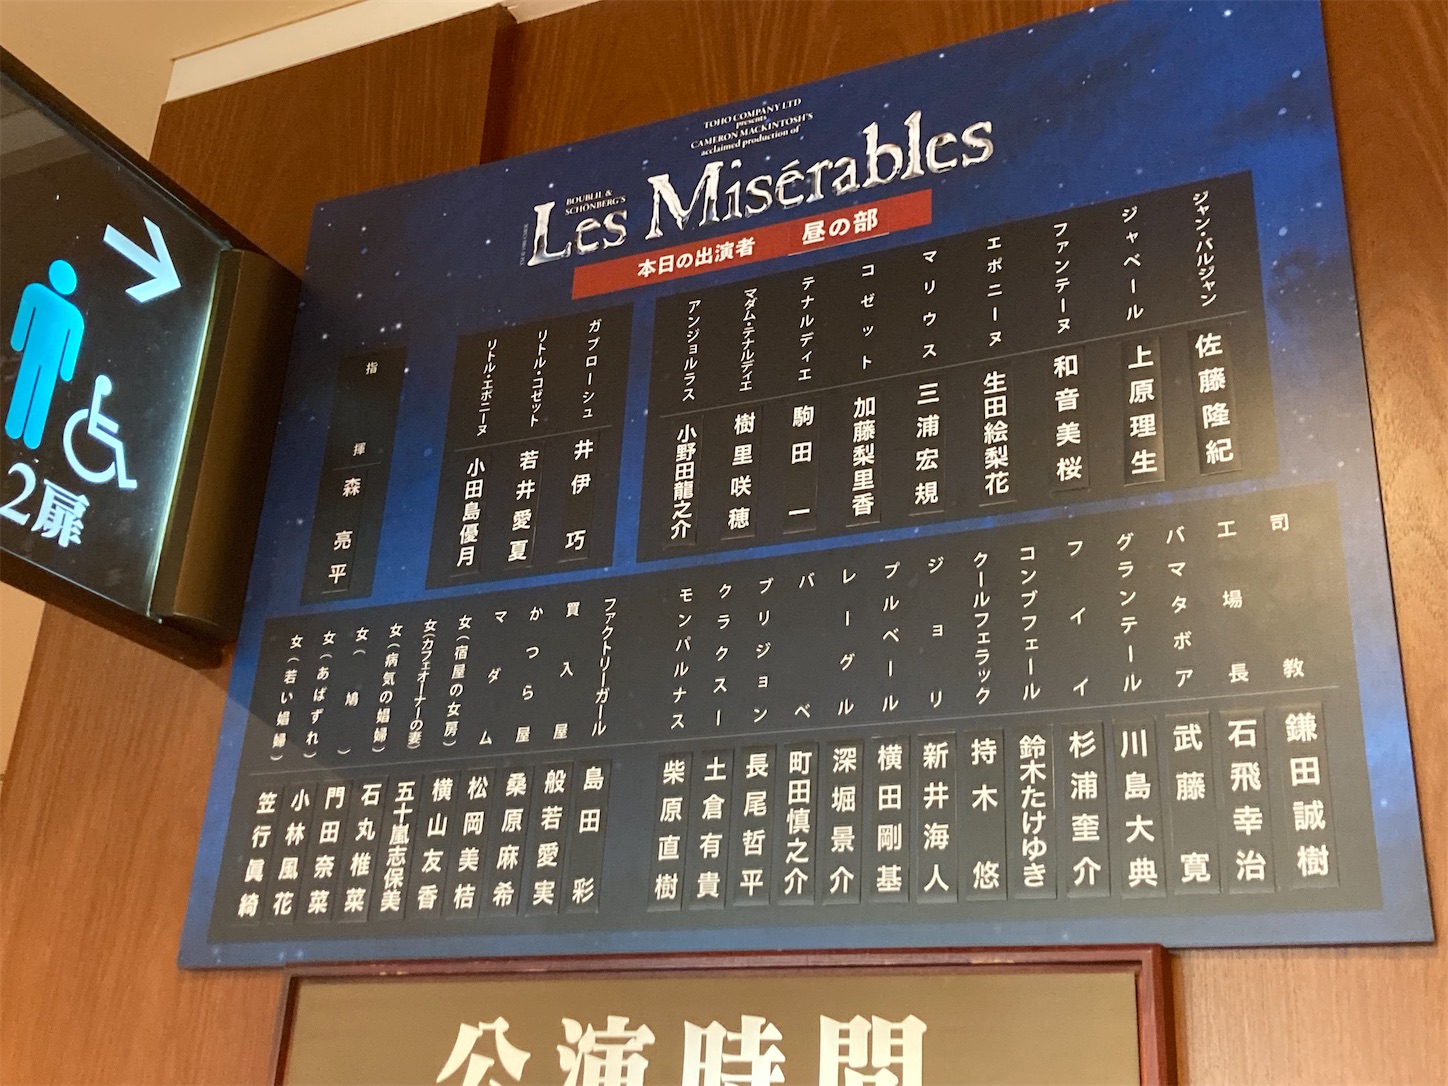 TOHO COMPANY LTD
presents
CAMERON MACKINTOSH'S
acclaimed production of
BOUBLIL &
SCHÖNBERG'S
Les Misérables
本日の出演者 昼の部
ジャン・バルジャン 佐藤隆紀
ジャベール 上原理生
ファンテーヌ 和音美桜
エポニーヌ 生田絵梨花
マリウス 三浦宏規
コゼット 加藤梨里香
テナルディエ 駒田一
マダム・テナルディエ 樹里咲穂
アンジョルラス 小野田龍之介
ガブローシュ 井伊巧
リトル・コゼット 若井愛夏
リトル・エポニーヌ 小田島優月
指揮 森亮平
司教 鎌田誠樹
工場長 石飛幸治
バマタボア 武藤寛
グランテール 川島大典
フイイ 杉浦奎介
コンブフェール 鈴木たけゆき
クールフェラック 持木悠
ジョリ 新井海人
プルベール 横田剛基
レーグル 深堀景介
バベ 町田慎之介
ブリジョン 長尾哲平
クラクスー 土倉有貴
モンパルナス 柴原直樹
ファクトリーガール 島田彩
買入屋 般若愛実
かつら屋 桑原麻希
マダム 松岡美桔
女(宿屋の女房) 横山友香
女(カフェオーナーの妻) 五十嵐志保美
女(病気の娼婦) 石丸椎菜
女(鳩) 門田奈菜
女(あばずれ) 小林風花
女(若い娼婦) 笠行眞綺
2扉
公演時間